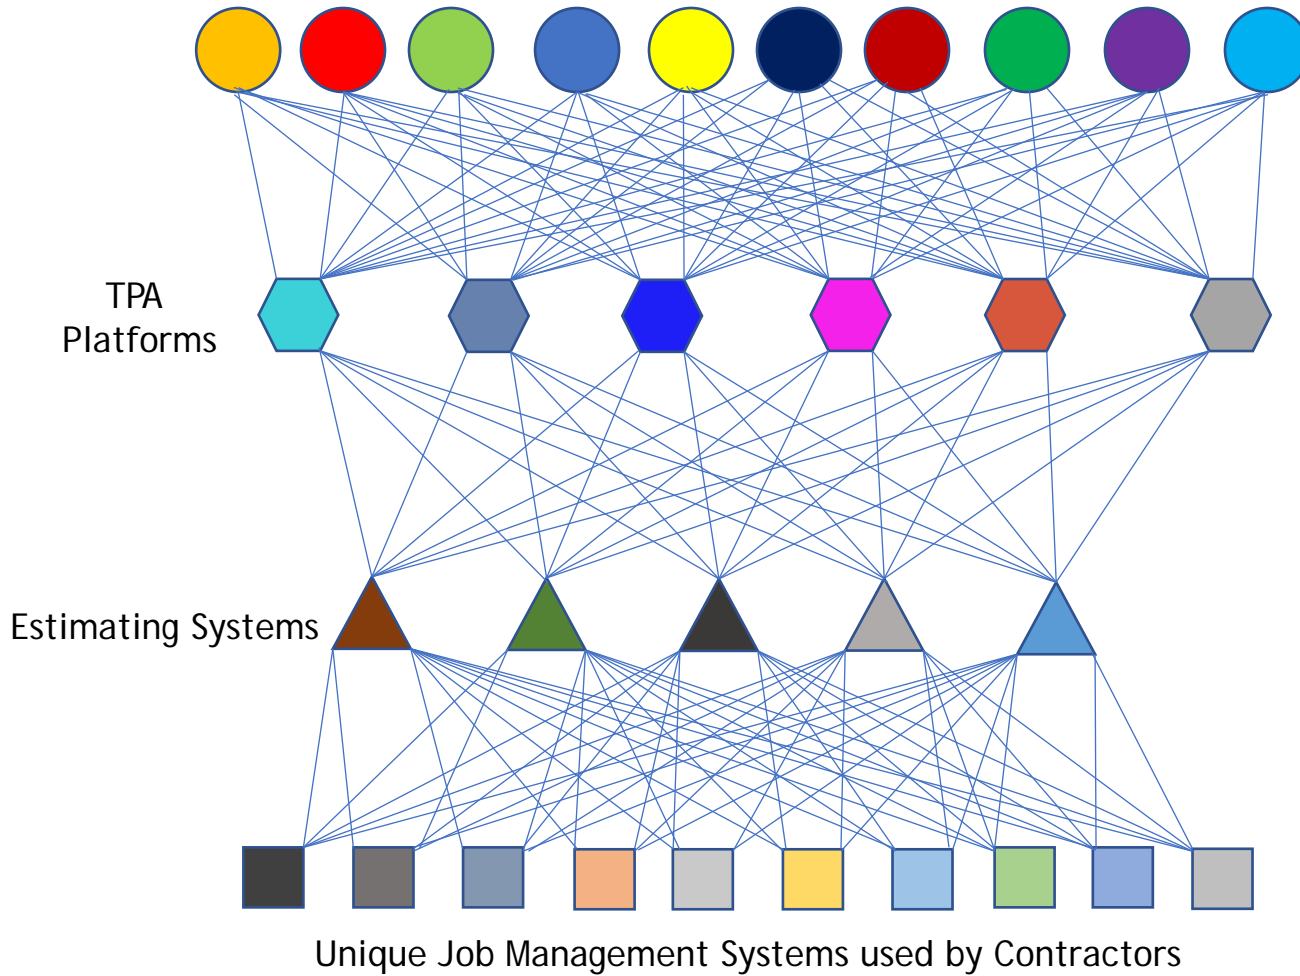 TPA
Platforms
Estimating Systems
Unique Job Management Systems used by Contractors